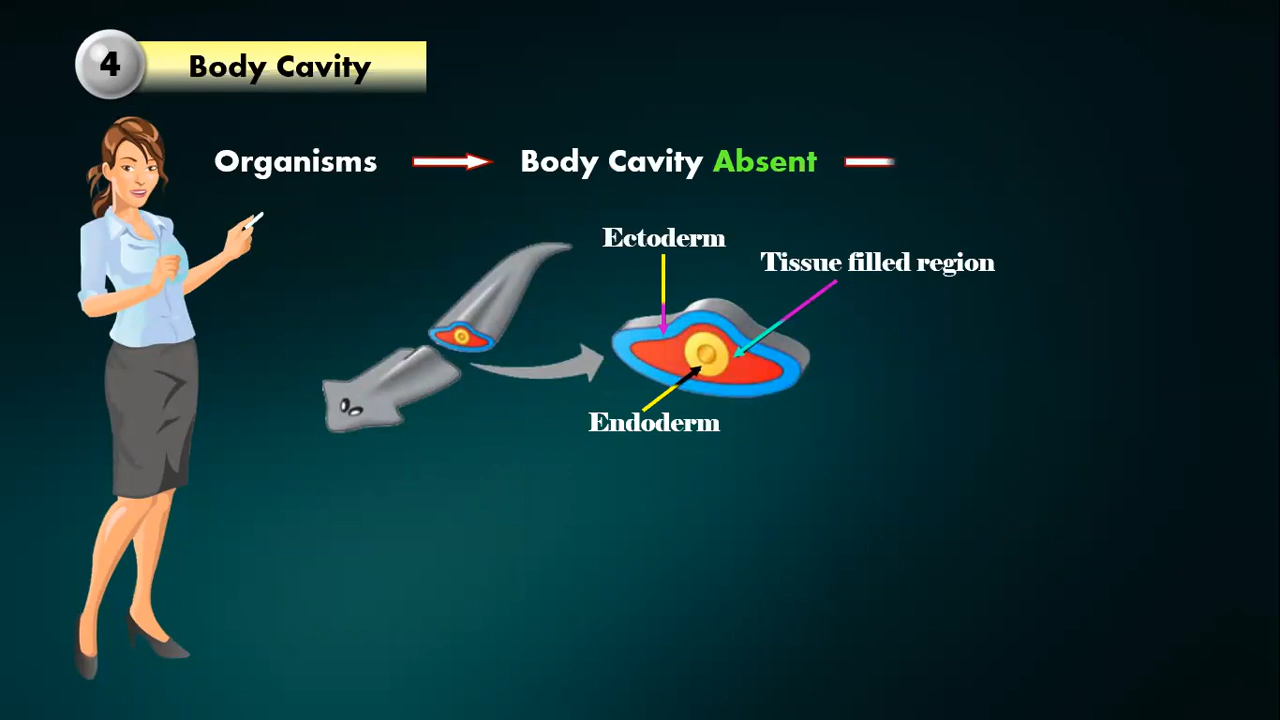 4
Body Cavity
Organisms
Body Cavity Absent
Ectoderm
Tissue filled region
Endoderm